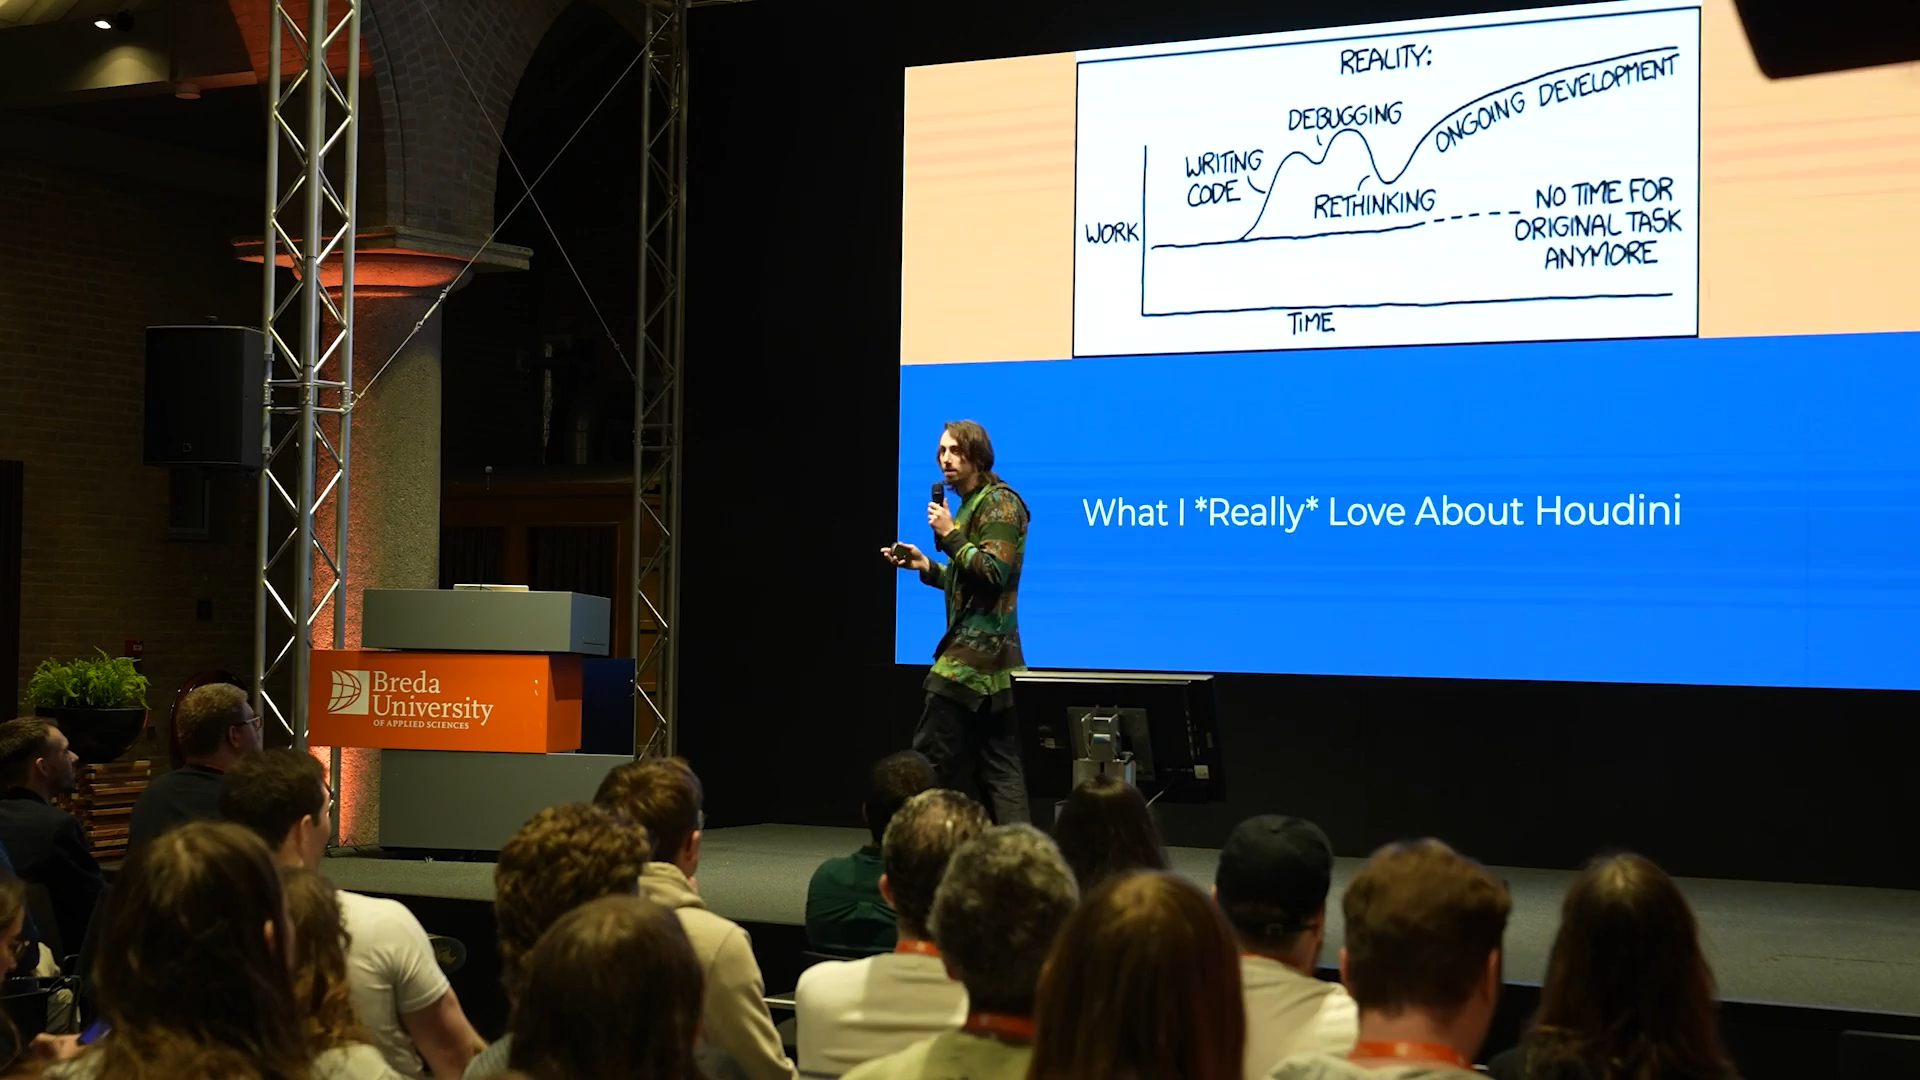 REALITY:
DEBUGGING
ONGOING DEVELOPMENT
WRITING
CODE
RETHINKING
NO TIME FOR
ORIGINAL TASK
ANYMORE
WORK
TIME
What I *Really* Love About Houdini
Breda
University
OF APPLIED SCIENCES